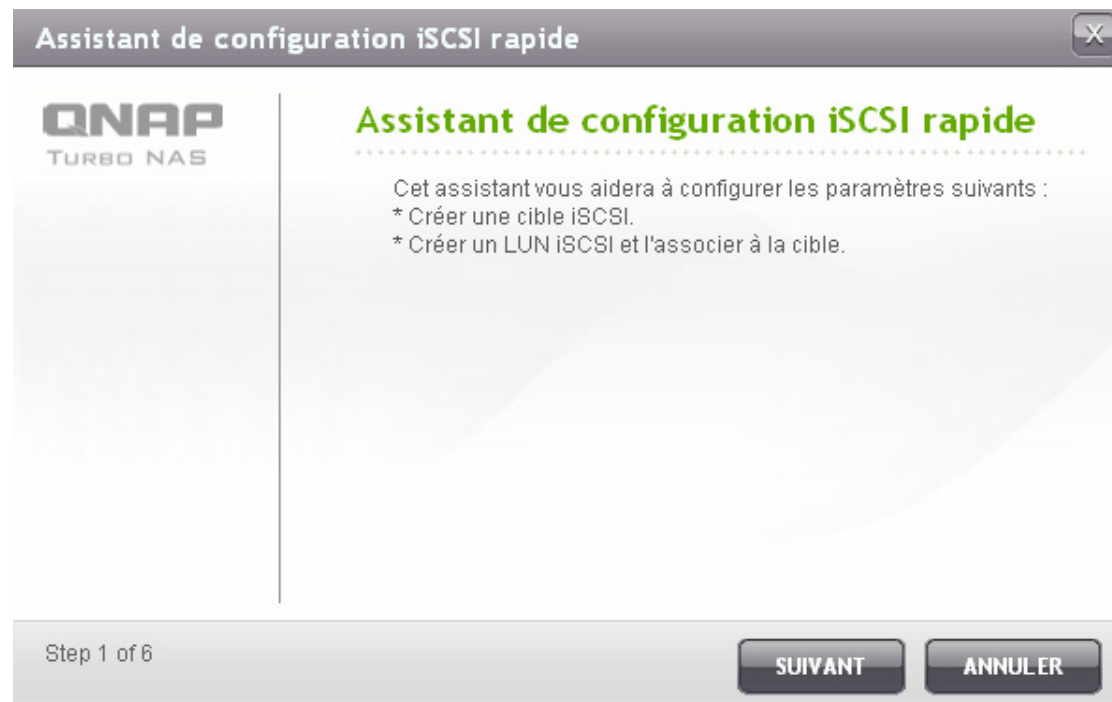 Assistant de configuration iSCSI rapide
X
QNAP
TURBO NAS
Assistant de configuration iSCSI rapide
Cet assistant vous aidera à configurer les paramètres suivants :
* Créer une cible iSCSI.
* Créer un LUN iSCSI et l'associer à la cible.
Step 1 of 6
SUIVANT
ANNULER